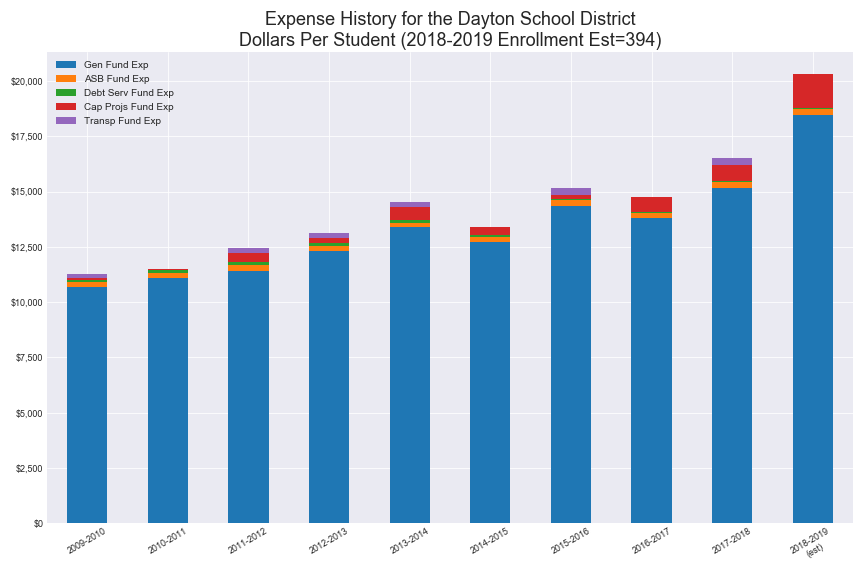 Expense History for the Dayton School District
Dollars Per Student (2018-2019 Enrollment Est=394)
Gen Fund Exp
ASB Fund Exp
Debt Serv Fund Exp
Cap Projs Fund Exp
Transp Fund Exp
$20,000
$17,500
$15,000
$12,500
$10,000
$7,500
$5,000
$2,500
$0
2009-2010
2010-2011
2011-2012
2012-2013
2013-2014
2014-2015
2015-2016
2016-2017
2017-2018
2018-2019
(est)